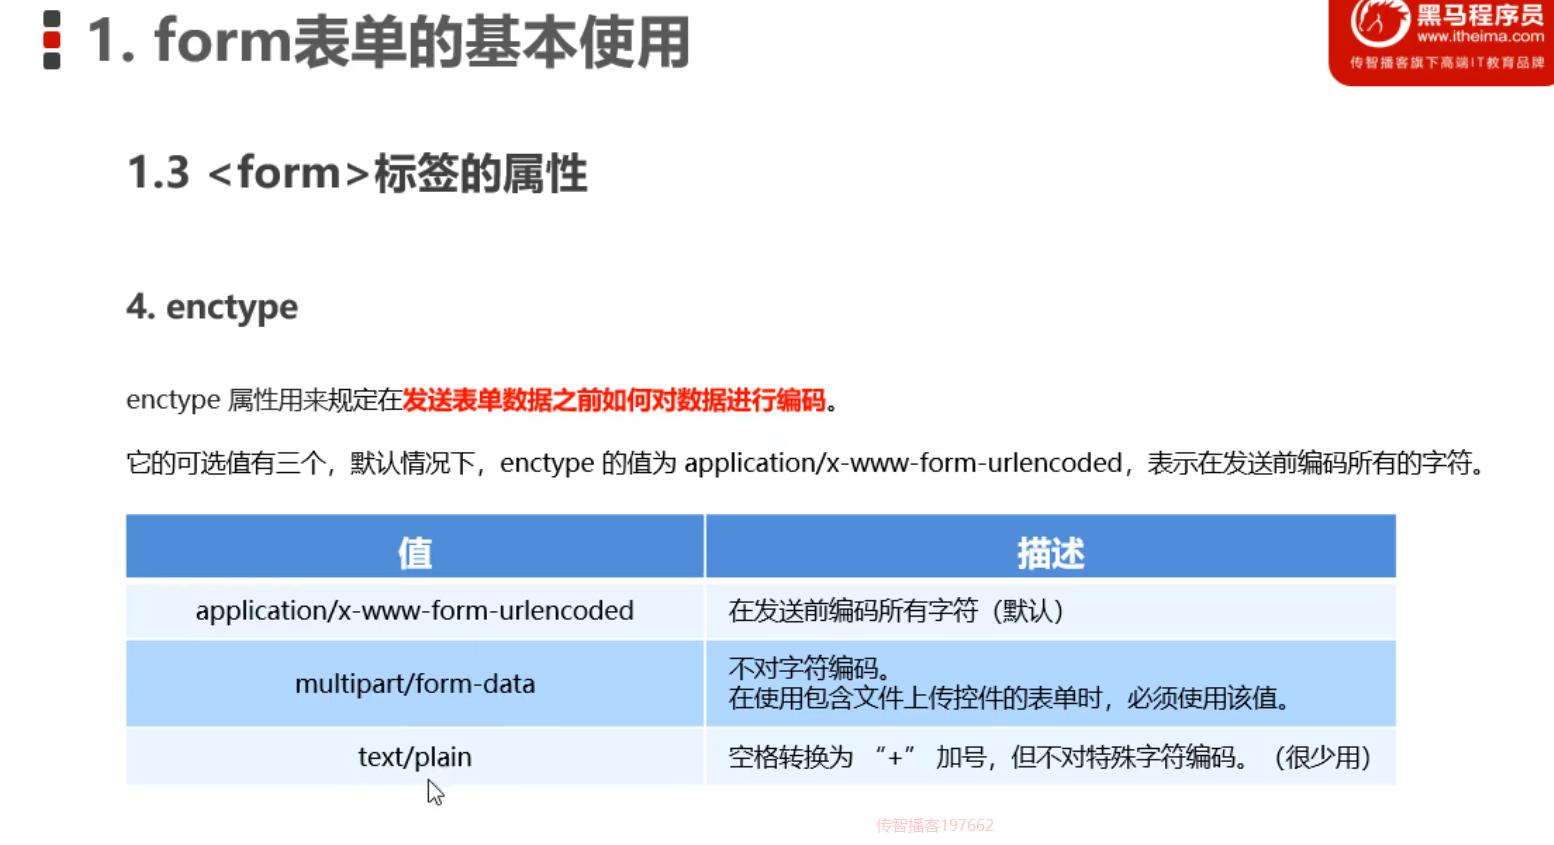 1. form表单的基本使用
黑马程序员
www.itheima.com
传智播客旗下高端IT教育品牌
1.3 <form>标签的属性
4. enctype
enctype 属性用来规定在发送表单数据之前如何对数据进行编码。
它的可选值有三个，默认情况下，enctype 的值为 application/x-www-form-urlencoded，表示在发送前编码所有的字符。
值 描述
application/x-www-form-urlencoded 在发送前编码所有字符（默认）
multipart/form-data 不对字符编码。
在使用包含文件上传控件的表单时，必须使用该值。
text/plain 空格转换为 “+” 加号，但不对特殊字符编码。（很少用）
传智播客197662